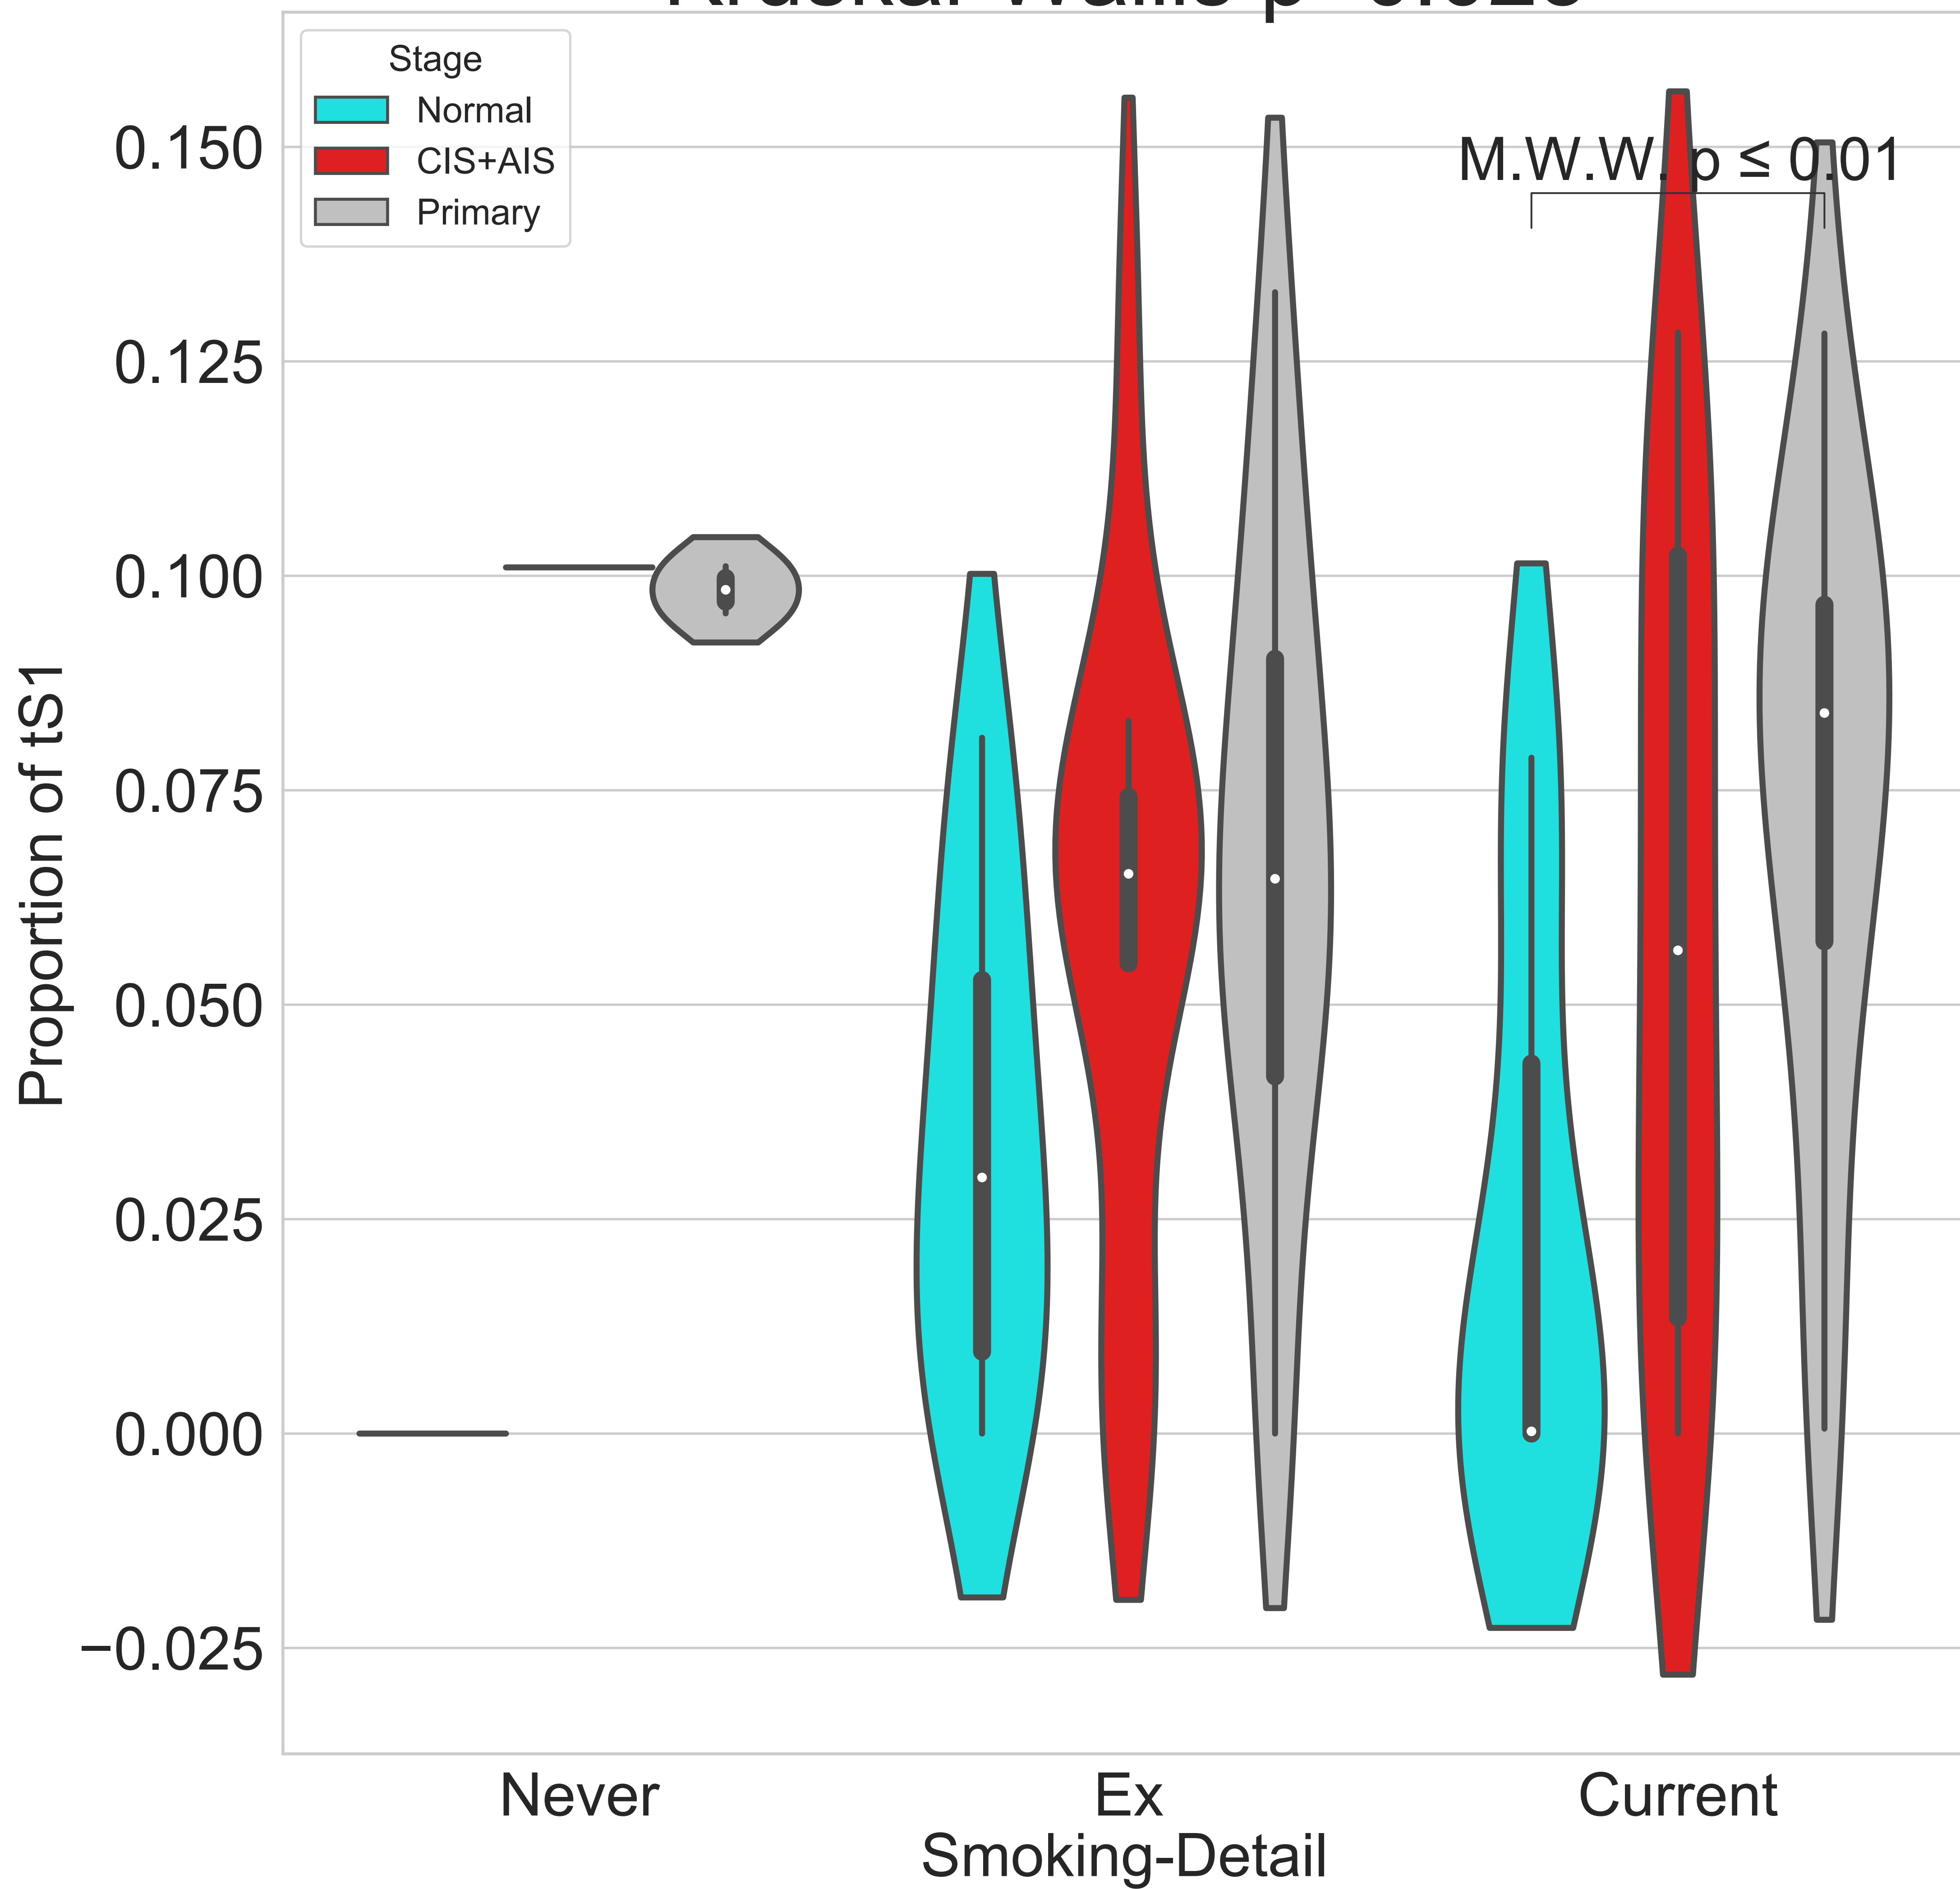 Stage
Normal
CIS+AIS
Primary
M.W.W. p ≤ 0.01
0.150
0.125
0.100
0.075
0.050
0.025
0.000
−0.025
Proportion of tS1
Never
Ex
Current
Smoking-Detail